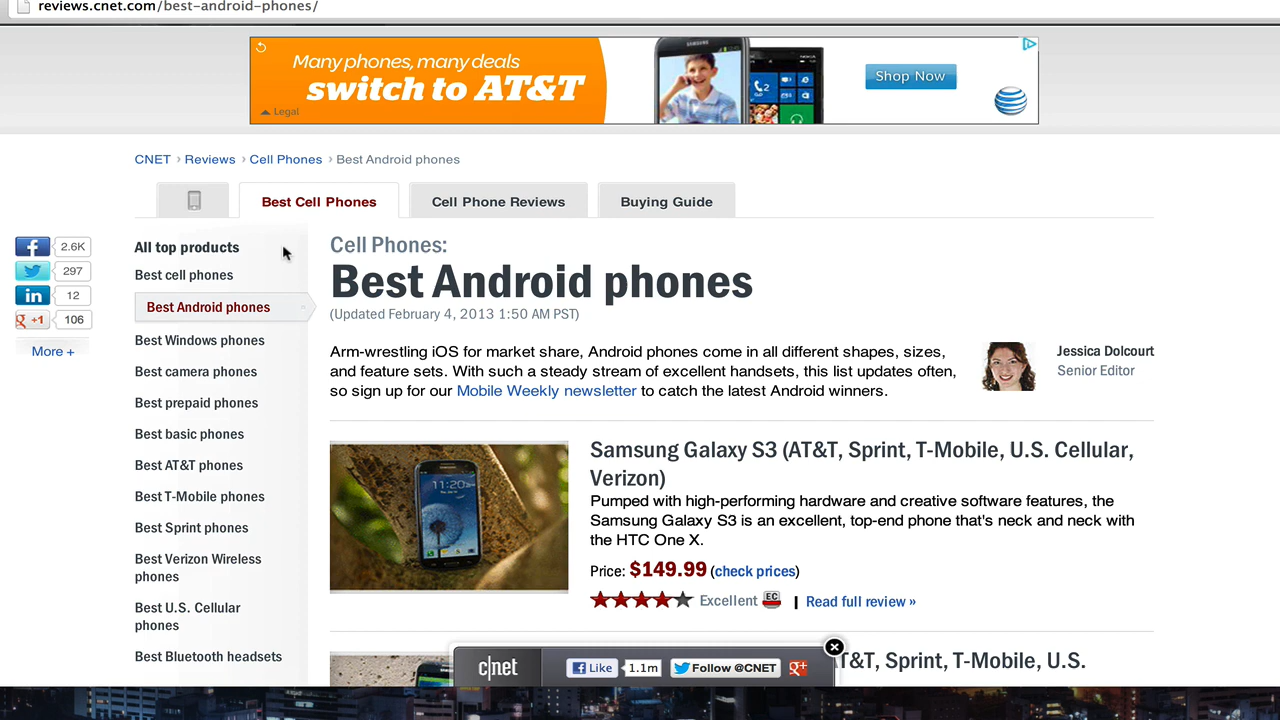 reviews.cnet.com/best-android-phones/
Many phones, many deals
switch to AT&T
Legal
Shop Now
CNET › Reviews › Cell Phones › Best Android phones
Best Cell Phones
Cell Phone Reviews
Buying Guide
2.6K
297
12
+1 106
More +
All top products
Best cell phones
Best Android phones »
Best Windows phones
Best camera phones
Best prepaid phones
Best basic phones
Best AT&T phones
Best T-Mobile phones
Best Sprint phones
Best Verizon Wireless
phones
Best U.S. Cellular
phones
Best Bluetooth headsets
Cell Phones:
Best Android phones
(Updated February 4, 2013 1:50 AM PST)
Arm-wrestling iOS for market share, Android phones come in all different shapes, sizes,
and feature sets. With such a steady stream of excellent handsets, this list updates often,
so sign up for our Mobile Weekly newsletter to catch the latest Android winners.
Jessica Dolcourt
Senior Editor
SAMSUNG
11:20
Samsung Galaxy S3 (AT&T, Sprint, T-Mobile, U.S. Cellular,
Verizon)
Pumped with high-performing hardware and creative software features, the
Samsung Galaxy S3 is an excellent, top-end phone that's neck and neck with
the HTC One X.
Price: $149.99 (check prices)
Excellent EC | Read full review »
T&T, Sprint, T-Mobile, U.S.
c|net
Like 1.1m
Follow @CNET
g+